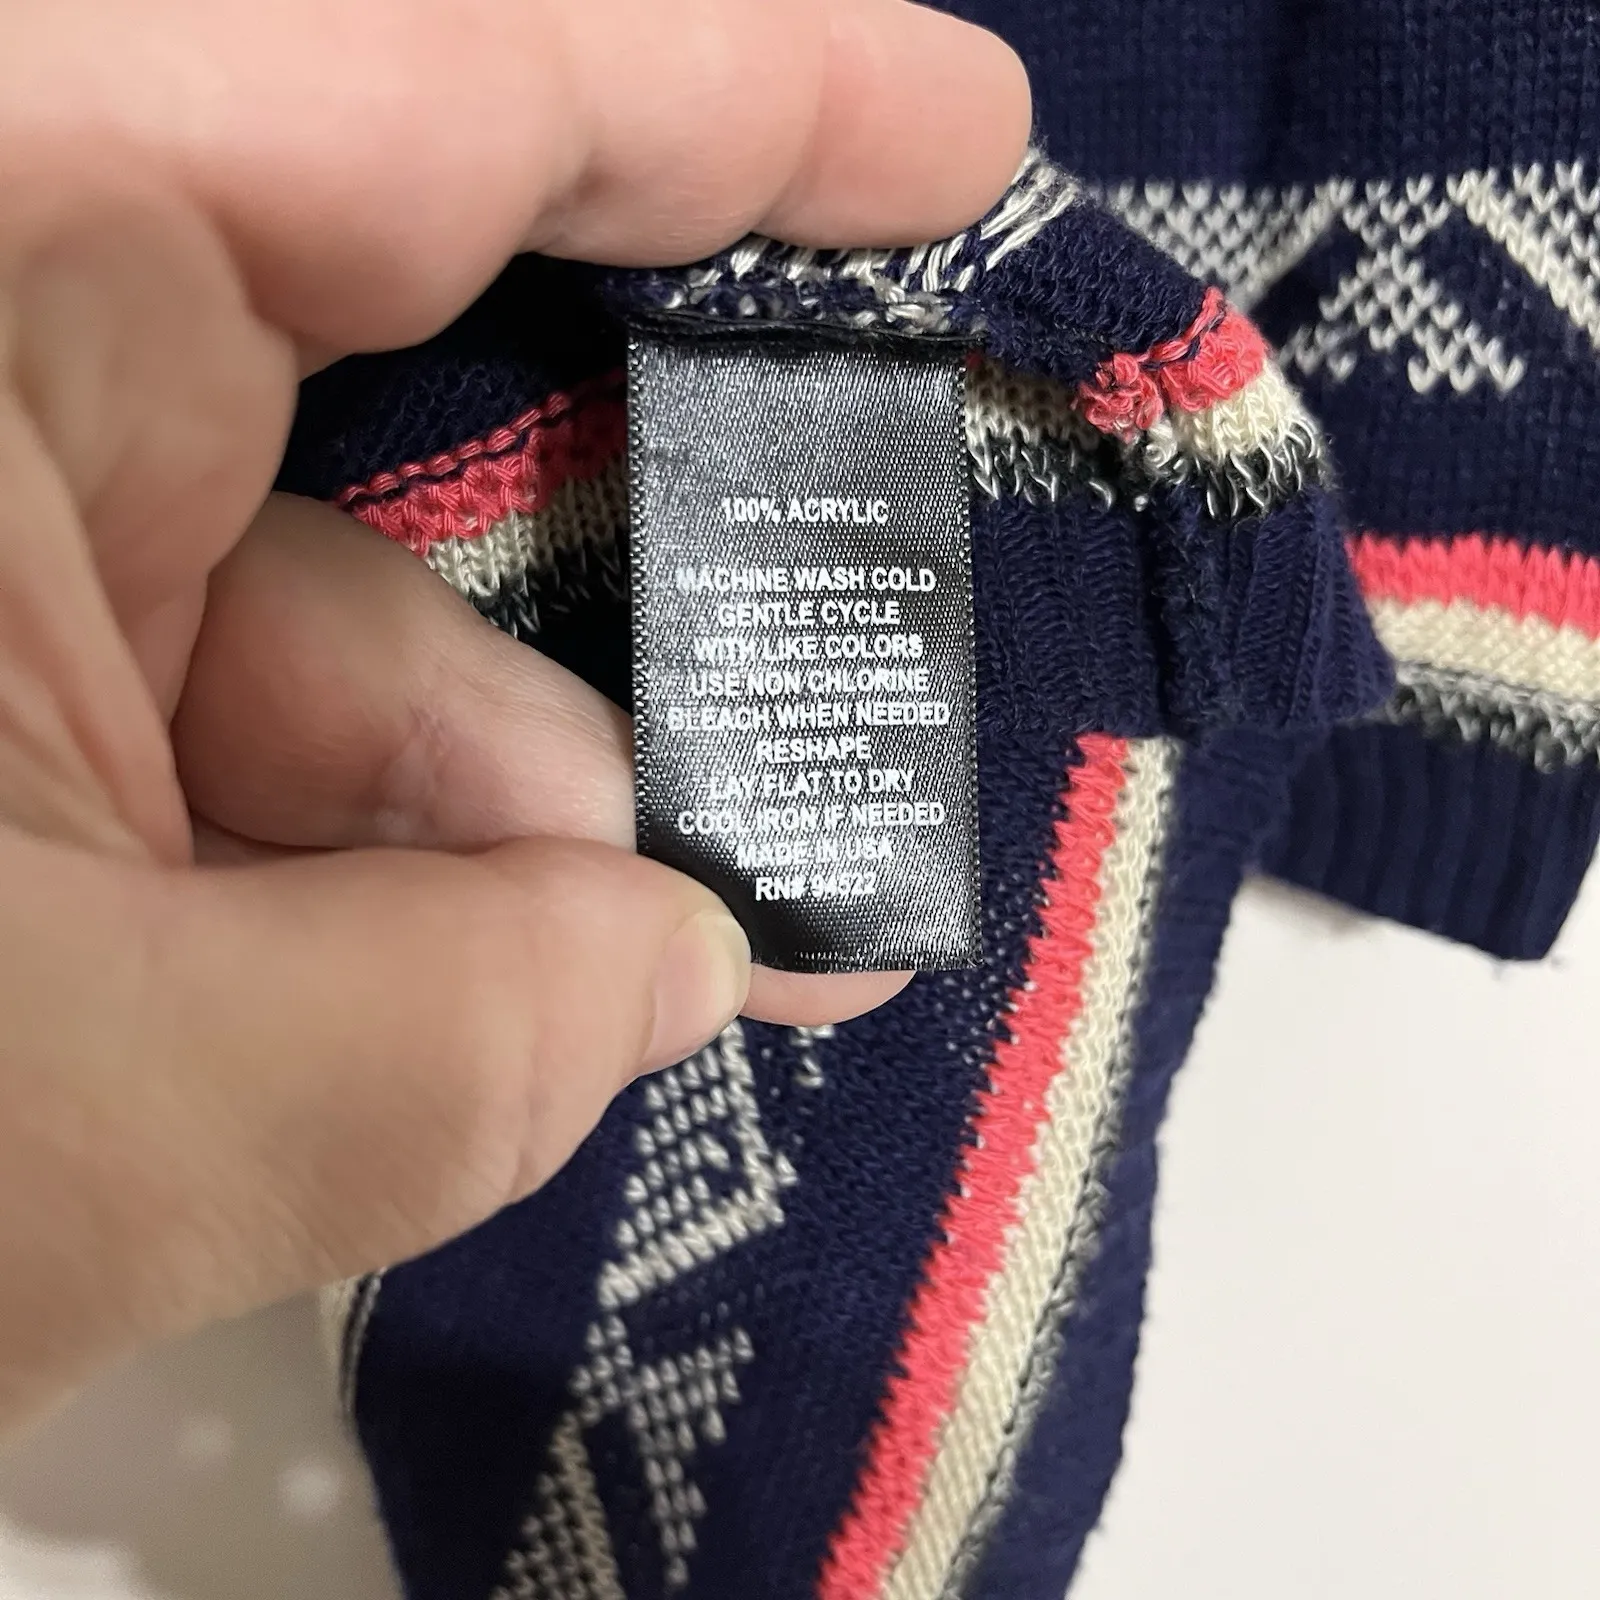 100% ACRYLIC
MACHINE WASH COLD
GENTLE CYCLE
WITH LIKE COLORS
USE NON CHLORINE
BLEACH WHEN NEEDED
RESHAPE
LAY FLAT TO DRY
COOL IRON IF NEEDED
MADE IN USA
RN# 94522